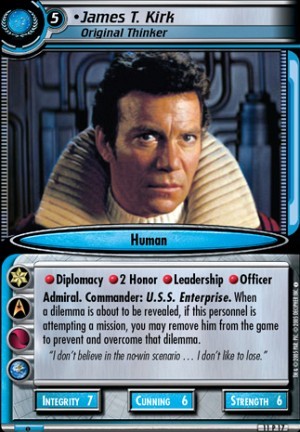 5
•James T. Kirk
Original Thinker
Human
Diplomacy 2 Honor Leadership Officer
Admiral. Commander: U.S.S. Enterprise. When
a dilemma is about to be revealed, if this personnel is
attempting a mission, you may remove him from the
game to prevent and overcome that dilemma.
"I don't believe in the no-win scenario ... I don't like to lose."
INTEGRITY 7 CUNNING 6 STRENGTH 6
11 P 17